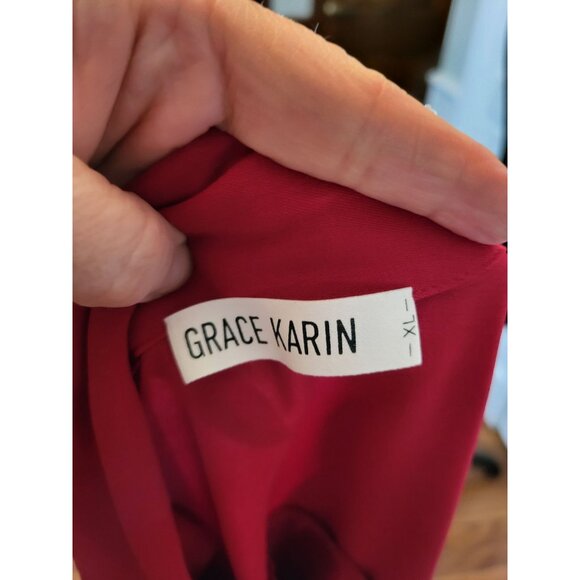 GRACE KARIN
– XL –